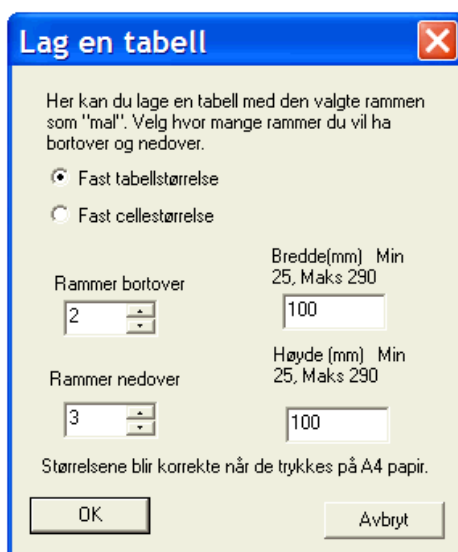 Lag en tabell
Her kan du lage en tabell med den valgte rammen
som "mal". Velg hvor mange rammer du vil ha
bortover og nedover.
Fast tabellstørrelse
Fast cellestørrelse
Rammer bortover
2
Bredde(mm) Min
25, Maks 290
100
Rammer nedover
3
Høyde (mm) Min
25, Maks 290
100
Størrelsene blir korrekte når de trykkes på A4 papir.
OK
Avbryt